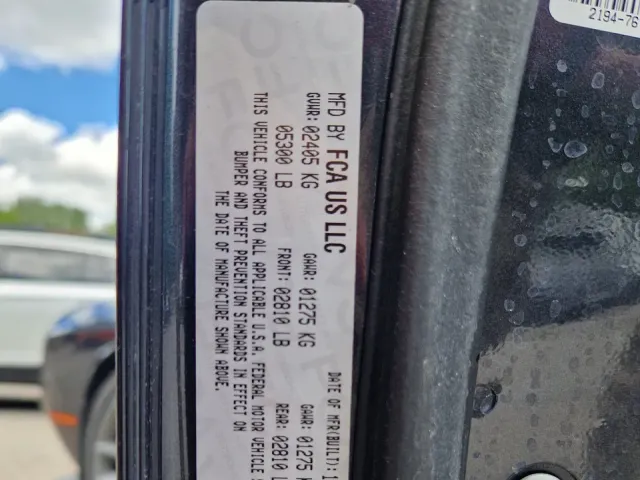 MFD BY FCA US LLC
DATE OF MFR(BUILT): 1
GVWR: 02405 KG GAWR: 01275 KG GAWR: 01275 K
05300 LB FRONT: 02810 LB REAR: 02810 LB
THIS VEHICLE CONFORMS TO ALL APPLICABLE U.S.A. FEDERAL MOTOR VEHICLE S
BUMPER AND THEFT PREVENTION STANDARDS IN EFFECT ON
THE DATE OF MANUFACTURE SHOWN ABOVE.
2194-76